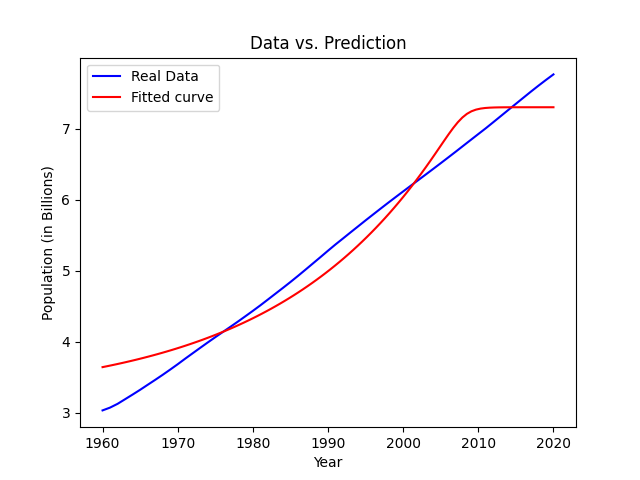 Data vs. Prediction
Real Data
Fitted curve
7
6
5
4
3
Population (in Billions)
1960 1970 1980 1990 2000 2010 2020
Year